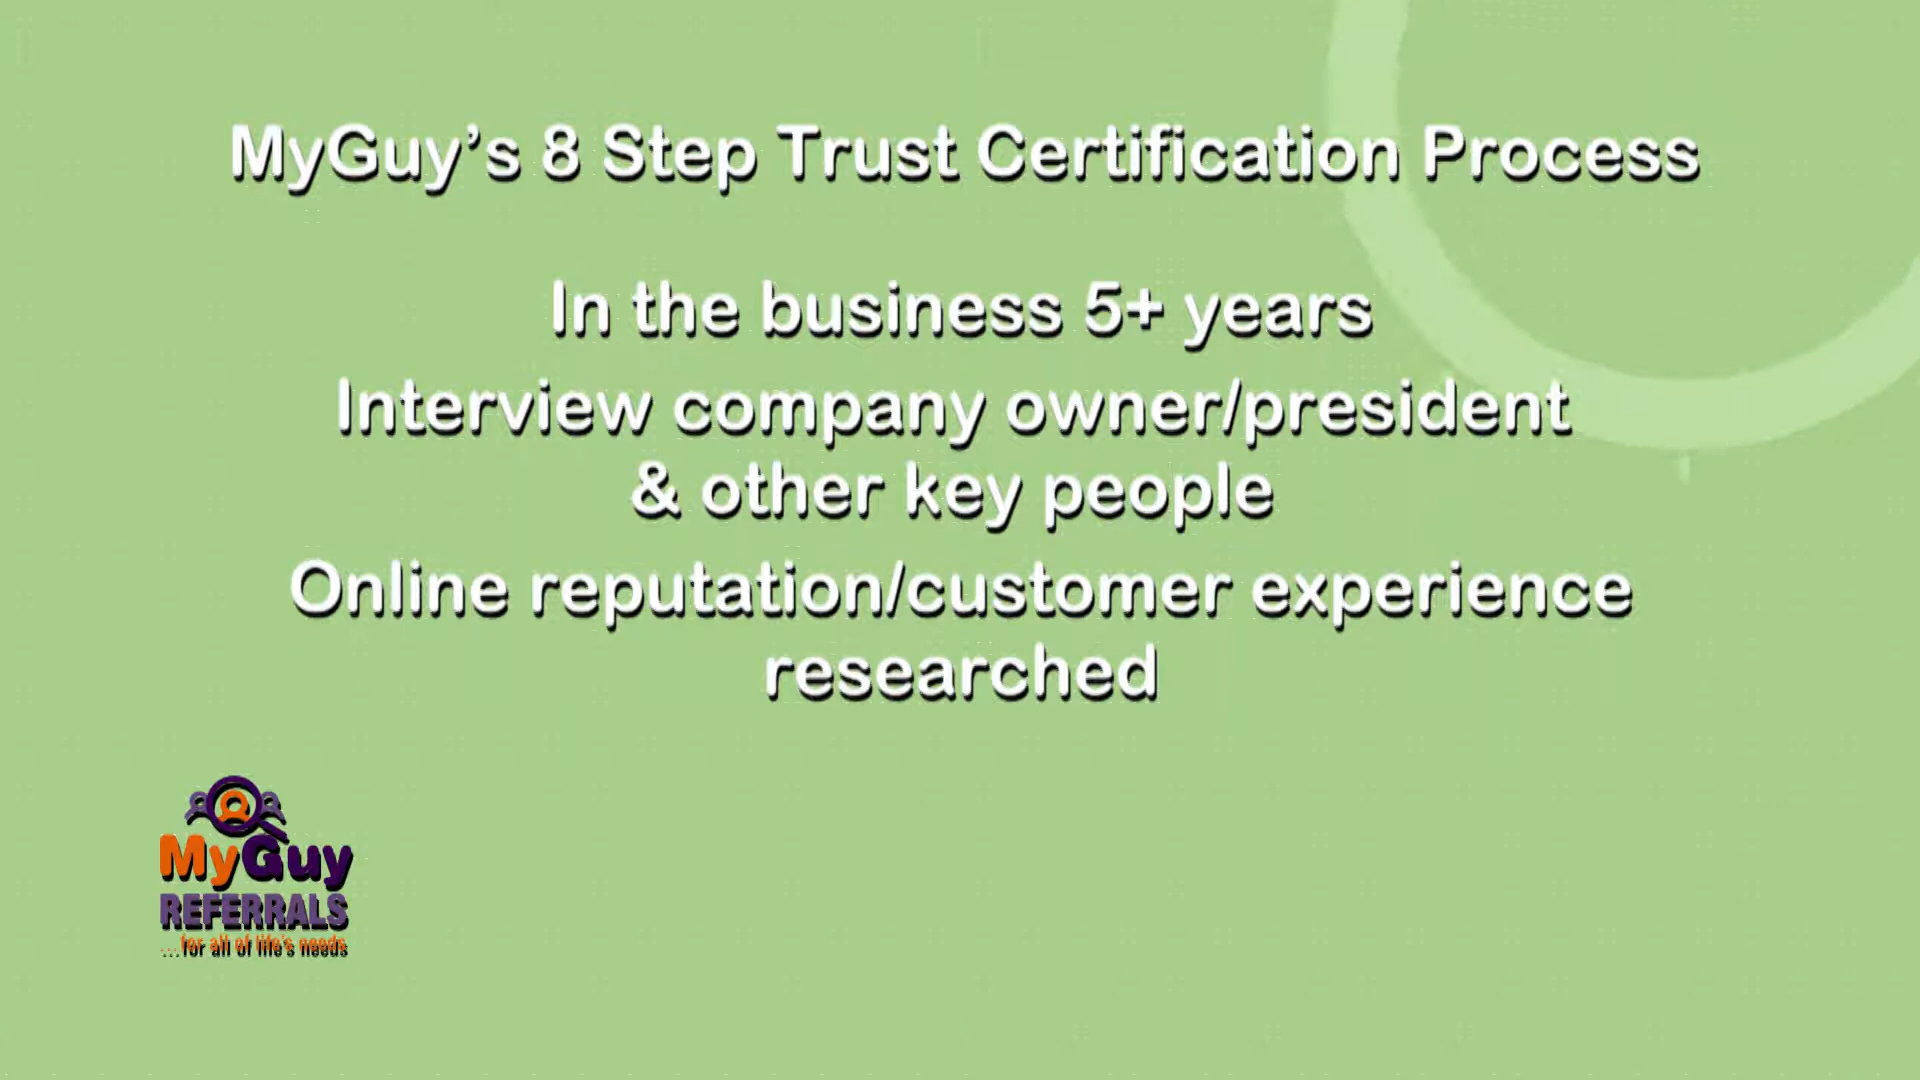 MyGuy’s 8 Step Trust Certification Process
In the business 5+ years
Interview company owner/president
& other key people
Online reputation/customer experience
researched
MyGuy
REFERRALS
...for all of life's needs